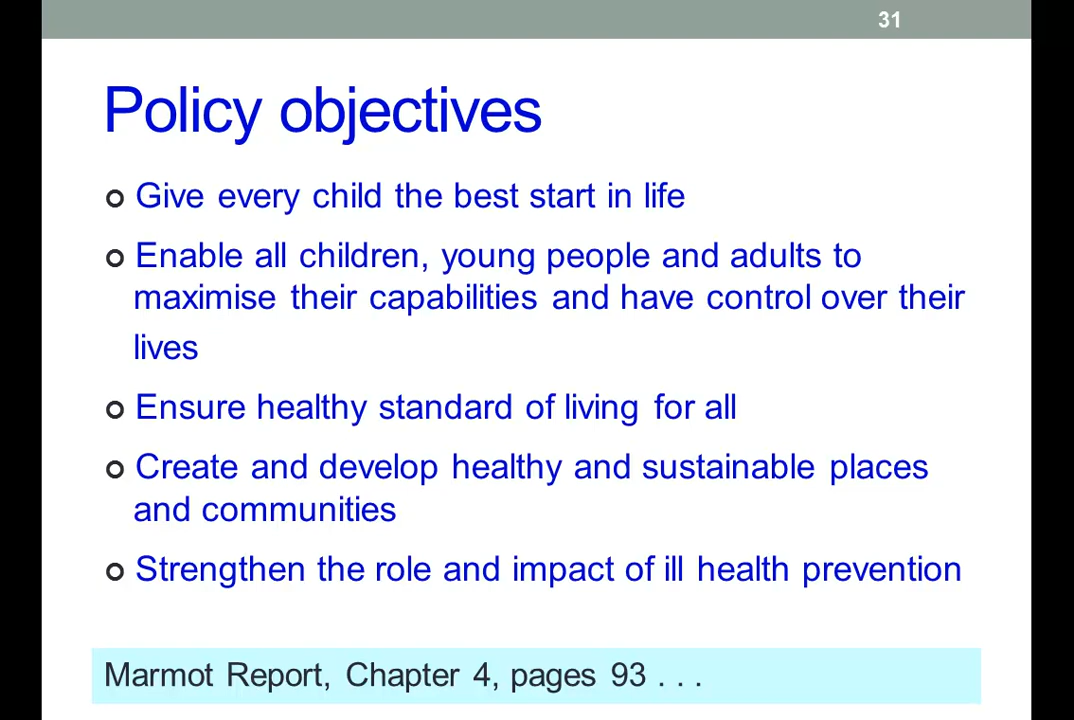 31
Policy objectives
Give every child the best start in life
Enable all children, young people and adults to
maximise their capabilities and have control over their
lives
Ensure healthy standard of living for all
Create and develop healthy and sustainable places
and communities
Strengthen the role and impact of ill health prevention
Marmot Report, Chapter 4, pages 93 . . .